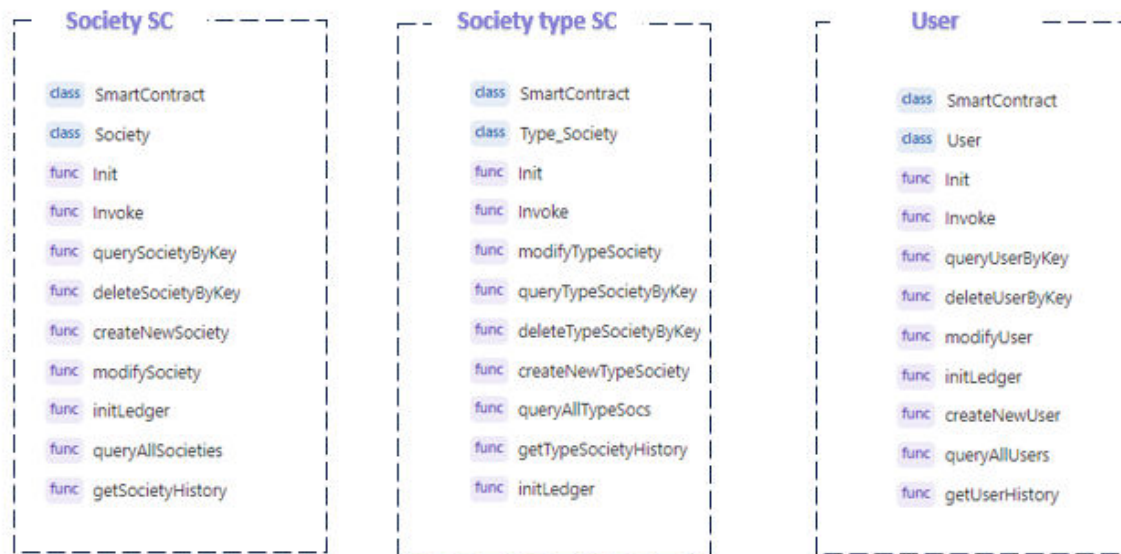 Society SC
class SmartContract
class Society
func Init
func Invoke
func querySocietyByKey
func deleteSocietyByKey
func createNewSociety
func modifySociety
func initLedger
func queryAllSocieties
func getSocietyHistory
Society type SC
class SmartContract
class Type_Society
func Init
func Invoke
func modifyTypeSociety
func queryTypeSocietyByKey
func deleteTypeSocietyByKey
func createNewTypeSociety
func queryAllTypeSocs
func getTypeSocietyHistory
func initLedger
User
class SmartContract
class User
func Init
func Invoke
func queryUserByKey
func deleteUserByKey
func modifyUser
func initLedger
func createNewUser
func queryAllUsers
func getUserHistory